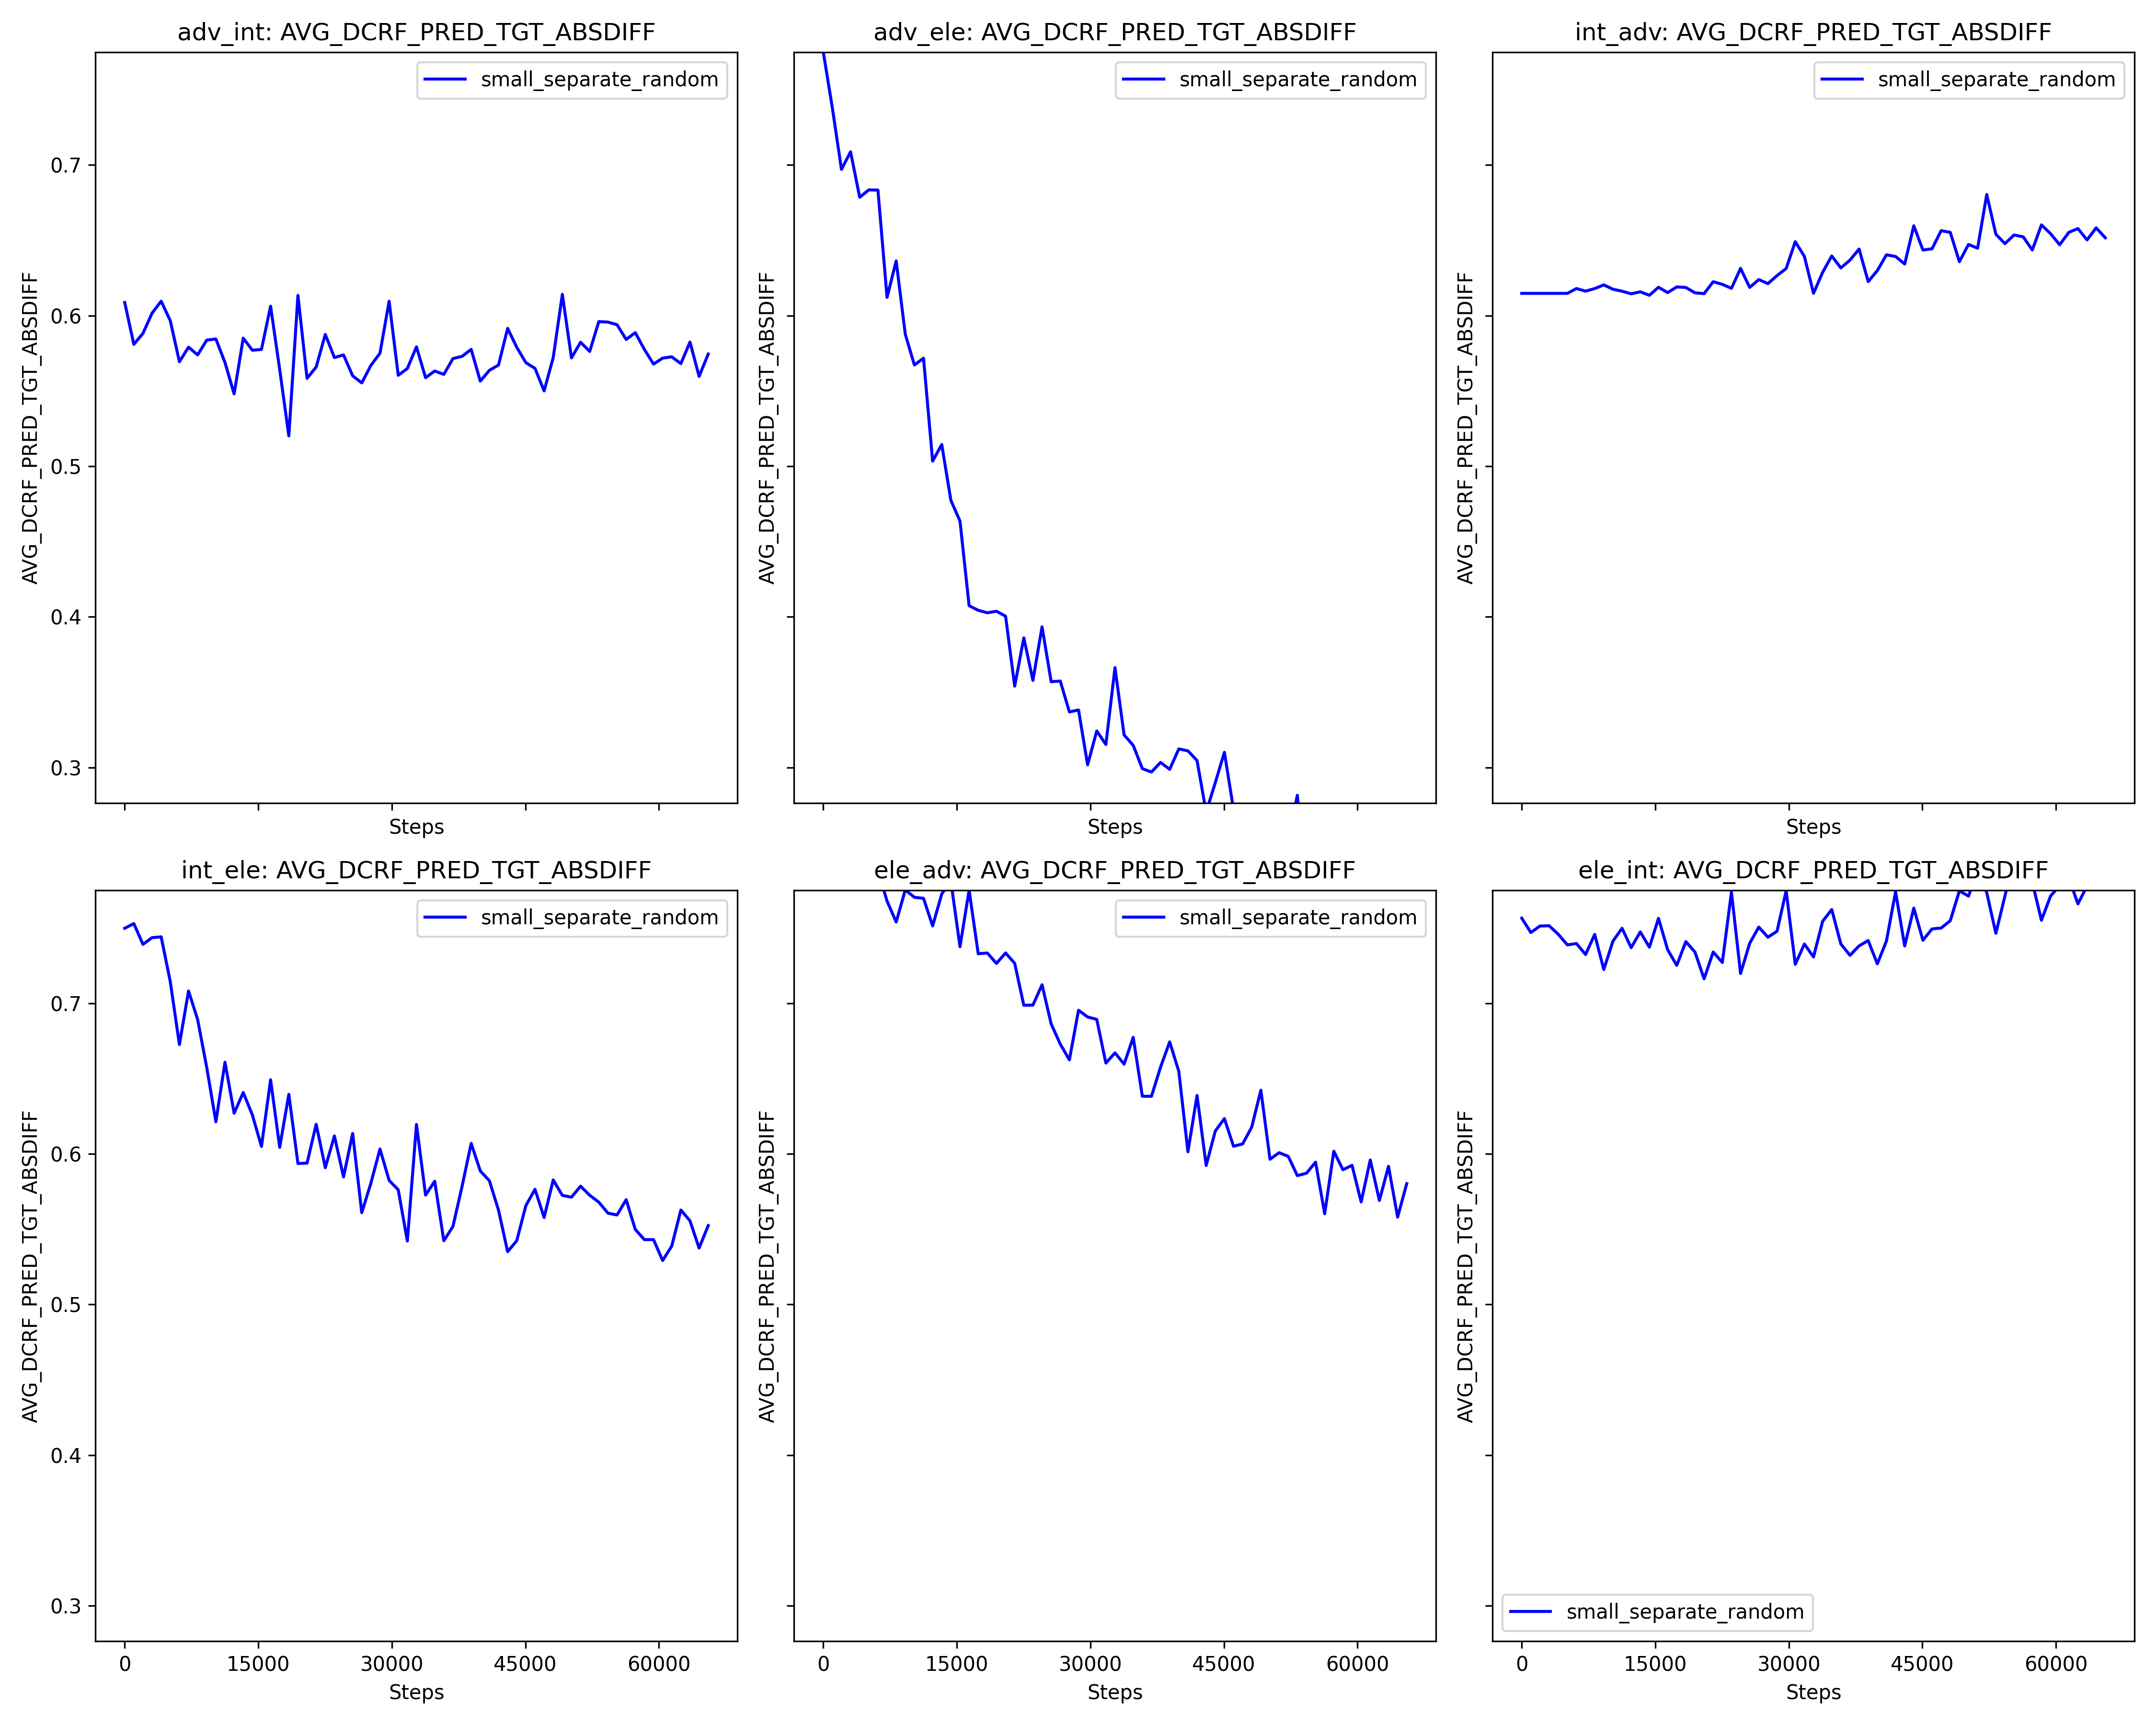 adv_int: AVG_DCRF_PRED_TGT_ABSDIFF
adv_ele: AVG_DCRF_PRED_TGT_ABSDIFF
int_adv: AVG_DCRF_PRED_TGT_ABSDIFF
small_separate_random
small_separate_random
small_separate_random
AVG_DCRF_PRED_TGT_ABSDIFF
0.7
0.6
0.5
0.4
0.3
AVG_DCRF_PRED_TGT_ABSDIFF
AVG_DCRF_PRED_TGT_ABSDIFF
Steps
Steps
Steps
int_ele: AVG_DCRF_PRED_TGT_ABSDIFF
ele_adv: AVG_DCRF_PRED_TGT_ABSDIFF
ele_int: AVG_DCRF_PRED_TGT_ABSDIFF
small_separate_random
small_separate_random
AVG_DCRF_PRED_TGT_ABSDIFF
0.7
0.6
0.5
0.4
0.3
AVG_DCRF_PRED_TGT_ABSDIFF
AVG_DCRF_PRED_TGT_ABSDIFF
small_separate_random
0 15000 30000 45000 60000
0 15000 30000 45000 60000
0 15000 30000 45000 60000
Steps
Steps
Steps